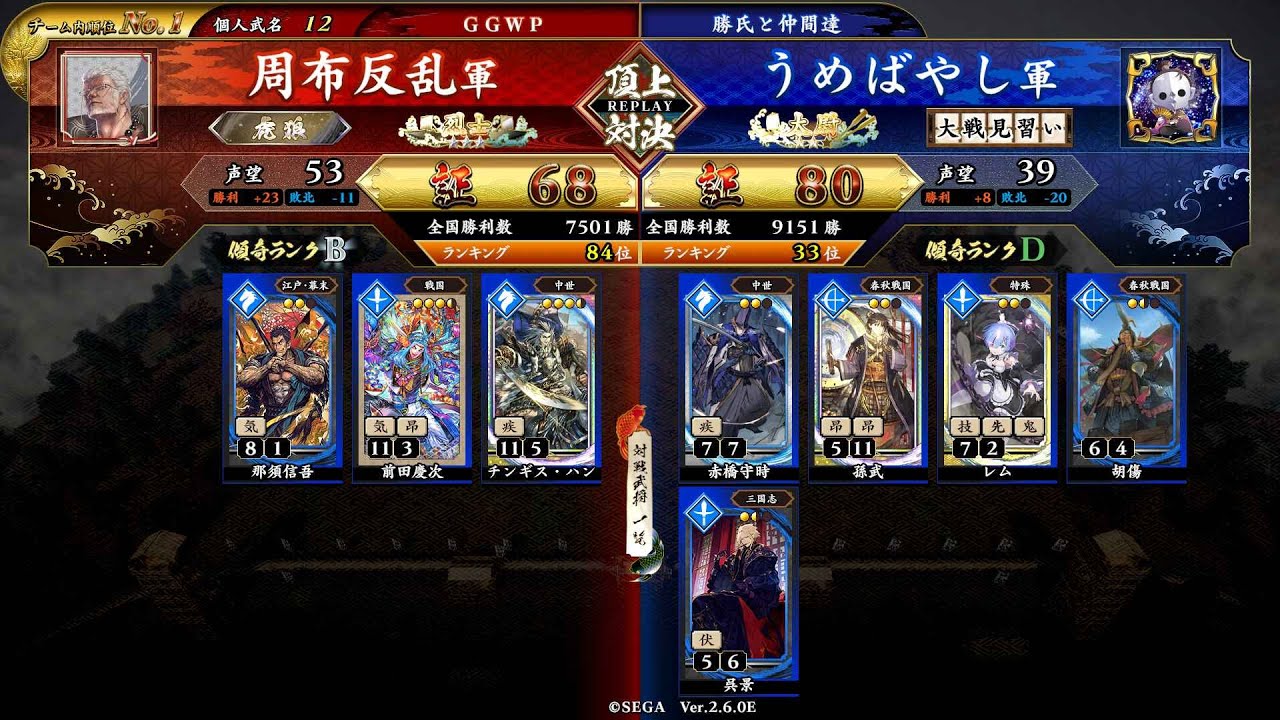 チーム内順位 No.1 個人武名 12
GGWP
勝氏と仲間達
周布反乱軍
頂上
REPLAY
対決
うめばやし軍
虎狼
烈士
太尉
大戦見習い
声望 53
勝利 +23 敗北 -11
証 68
証 80
声望 39
勝利 +8 敗北 -20
全国勝利数 7501勝
全国勝利数 9151勝
傾奇ランクB
ランキング 84位
ランキング 33位
傾奇ランクD
江戸・幕末
気
8 1
那須信吾
戦国
気 昂
11 3
前田慶次
中世
疾
11 5
チンギス・ハン
対戦武将一覧
中世
疾
7 7
赤橋守時
春秋戦国
昂 昂
5 11
孫武
特殊
技 先 鬼
7 2
レム
春秋戦国
6 4
胡傷
三国志
伏
5 6
呉景
©SEGA Ver.2.6.0E